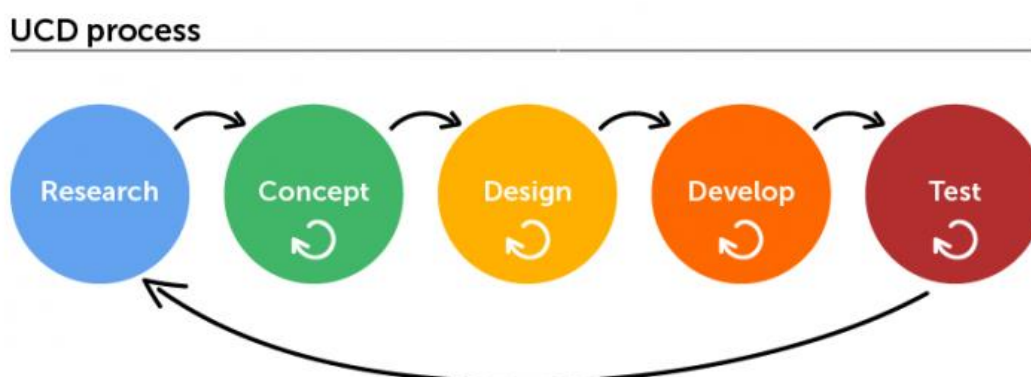 UCD process
Research
Concept
Design
Develop
Test